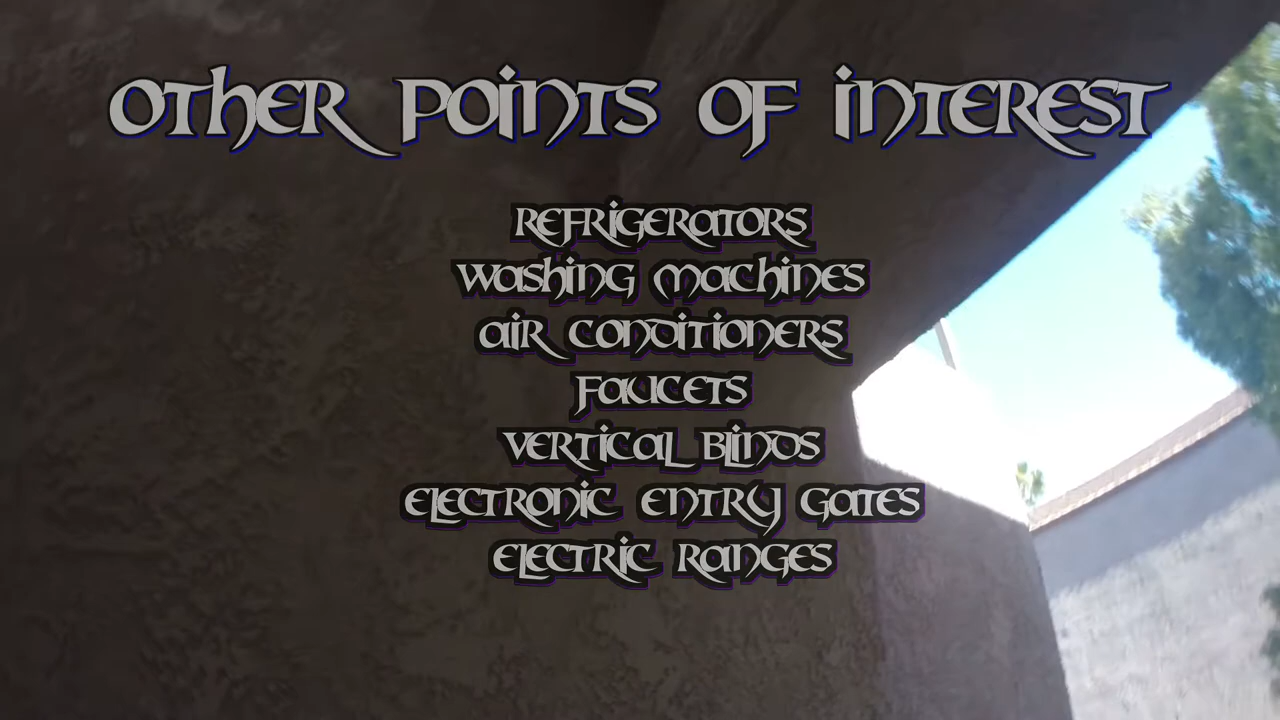 OTHER POINTS OF INTEREST
REFRIGERATORS
WASHING MACHINES
AIR CONDITIONERS
FAUCETS
VERTICAL BLINDS
ELECTRONIC ENTRY GATES
ELECTRIC RANGES